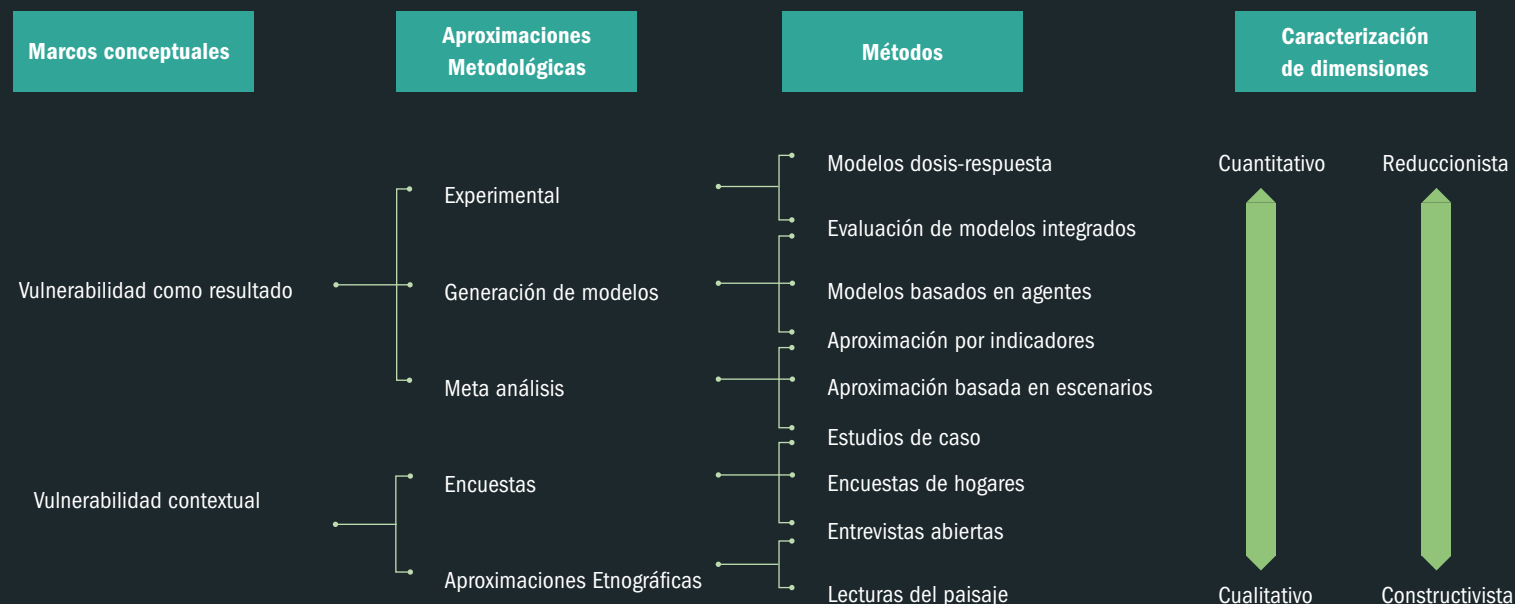 Marcos conceptuales
Aproximaciones
Metodológicas
Métodos
Caracterización
de dimensiones
Vulnerabilidad como resultado
Vulnerabilidad contextual
Experimental
Generación de modelos
Meta análisis
Encuestas
Aproximaciones Etnográficas
Modelos dosis-respuesta
Evaluación de modelos integrados
Modelos basados en agentes
Aproximación por indicadores
Aproximación basada en escenarios
Estudios de caso
Encuestas de hogares
Entrevistas abiertas
Lecturas del paisaje
Cuantitativo
Reduccionista
Cualitativo
Constructivista